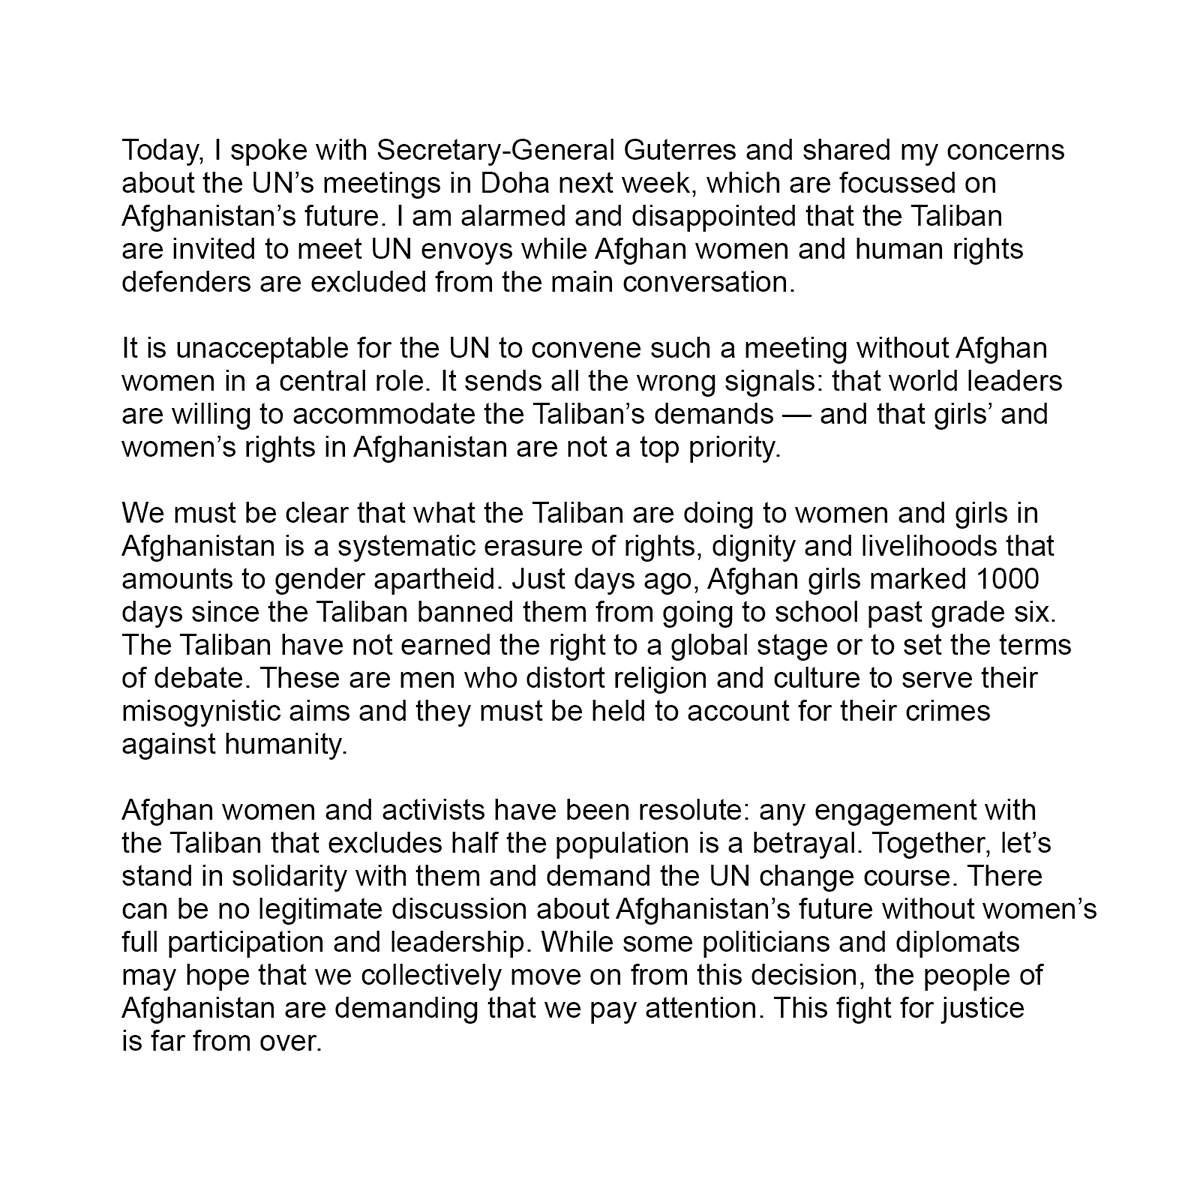 Today, I spoke with Secretary-General Guterres and shared my concerns
about the UN’s meetings in Doha next week, which are focussed on
Afghanistan’s future. I am alarmed and disappointed that the Taliban
are invited to meet UN envoys while Afghan women and human rights
defenders are excluded from the main conversation.
It is unacceptable for the UN to convene such a meeting without Afghan
women in a central role. It sends all the wrong signals: that world leaders
are willing to accommodate the Taliban’s demands — and that girls’ and
women’s rights in Afghanistan are not a top priority.
We must be clear that what the Taliban are doing to women and girls in
Afghanistan is a systematic erasure of rights, dignity and livelihoods that
amounts to gender apartheid. Just days ago, Afghan girls marked 1000
days since the Taliban banned them from going to school past grade six.
The Taliban have not earned the right to a global stage or to set the terms
of debate. These are men who distort religion and culture to serve their
misogynistic aims and they must be held to account for their crimes
against humanity.
Afghan women and activists have been resolute: any engagement with
the Taliban that excludes half the population is a betrayal. Together, let’s
stand in solidarity with them and demand the UN change course. There
can be no legitimate discussion about Afghanistan’s future without women’s
full participation and leadership. While some politicians and diplomats
may hope that we collectively move on from this decision, the people of
Afghanistan are demanding that we pay attention. This fight for justice
is far from over.